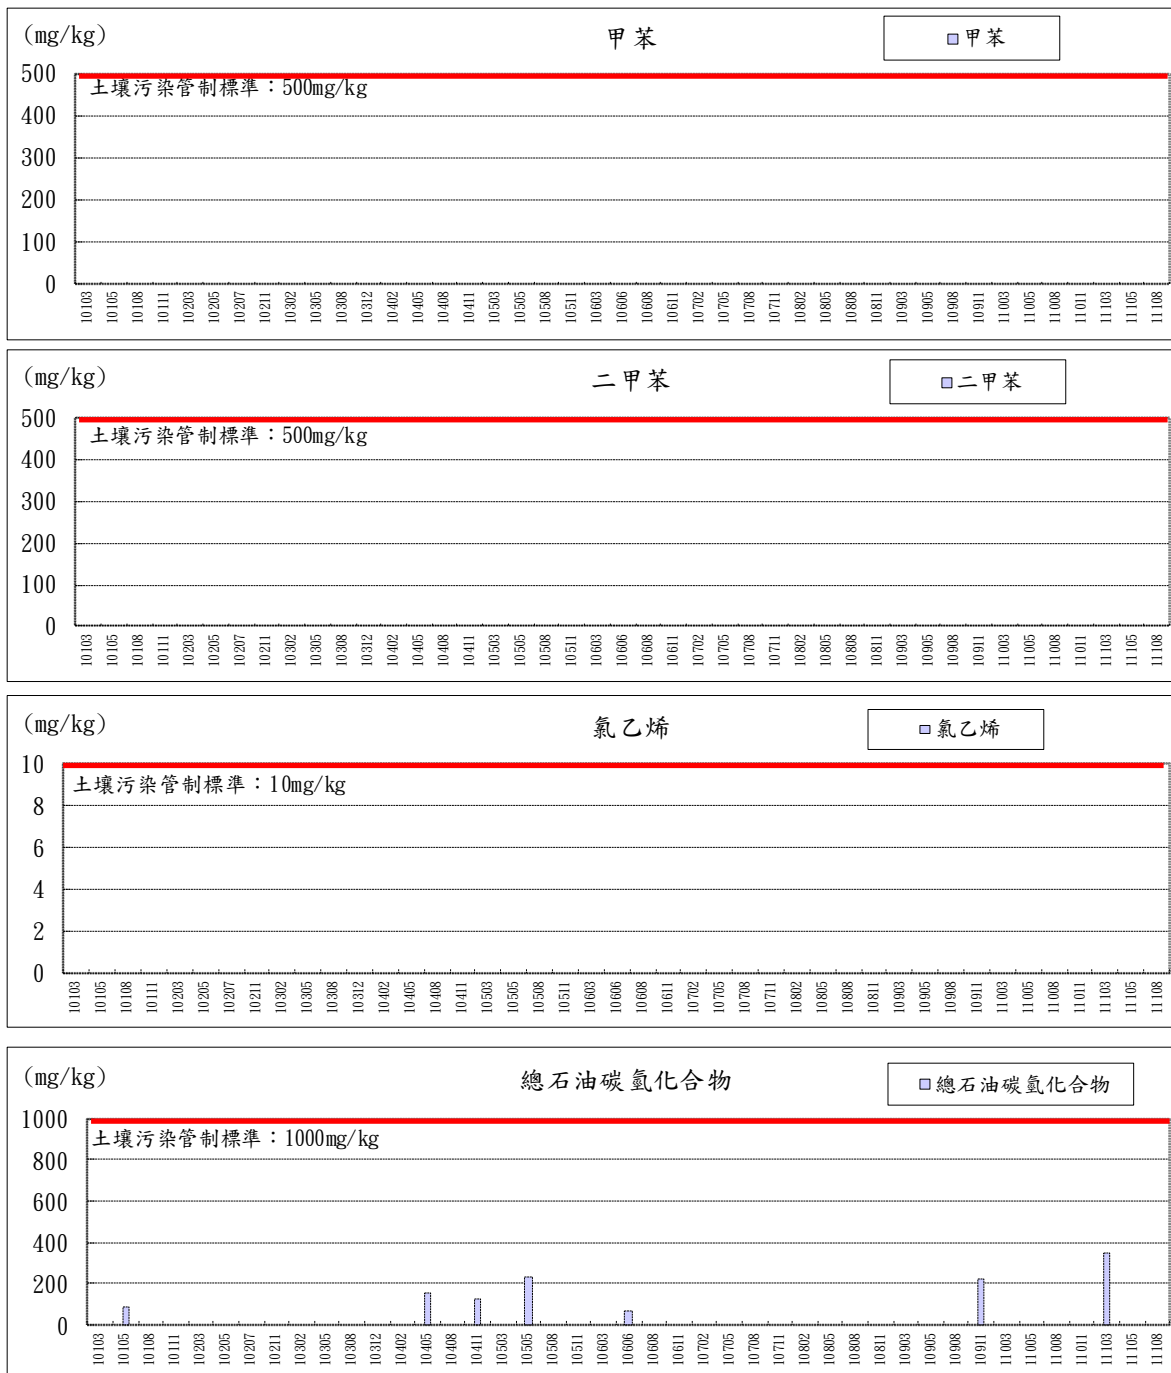 (mg/kg)
甲苯
甲苯
500
土壤污染管制標準：500mg/kg
400
300
200
100
0
10103 10105 10108 10111 10203 10205 10207 10211 10302 10305 10308 10312 10402 10405 10408 10411 10503 10505 10508 10511 10603 10606 10608 10611 10702 10705 10708 10711 10802 10805 10808 10811 10903 10905 10908 10911 11003 11005 11008 11011 11103 11105 11108
(mg/kg)
二甲苯
二甲苯
500
土壤污染管制標準：500mg/kg
400
300
200
100
0
10103 10105 10108 10111 10203 10205 10207 10211 10302 10305 10308 10312 10402 10405 10408 10411 10503 10505 10508 10511 10603 10606 10608 10611 10702 10705 10708 10711 10802 10805 10808 10811 10903 10905 10908 10911 11003 11005 11008 11011 11103 11105 11108
(mg/kg)
氯乙烯
氯乙烯
10
土壤污染管制標準：10mg/kg
8
6
4
2
0
10103 10105 10108 10111 10203 10205 10207 10211 10302 10305 10308 10312 10402 10405 10408 10411 10503 10505 10508 10511 10603 10606 10608 10611 10702 10705 10708 10711 10802 10805 10808 10811 10903 10905 10908 10911 11003 11005 11008 11011 11103 11105 11108
(mg/kg)
總石油碳氫化合物
總石油碳氫化合物
1000
土壤污染管制標準：1000mg/kg
800
600
400
200
0
10103 10105 10108 10111 10203 10205 10207 10211 10302 10305 10308 10312 10402 10405 10408 10411 10503 10505 10508 10511 10603 10606 10608 10611 10702 10705 10708 10711 10802 10805 10808 10811 10903 10905 10908 10911 11003 11005 11008 11011 11103 11105 11108